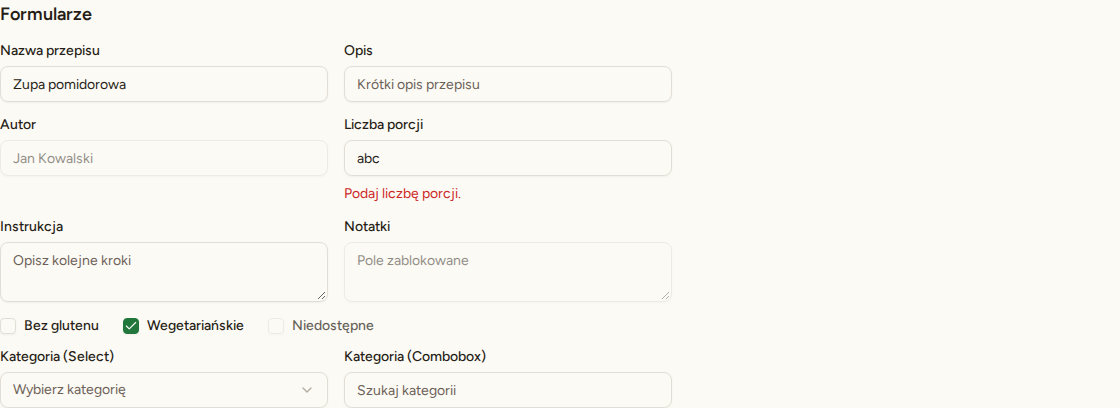 Formularze
Nazwa przepisu
Opis
Zupa pomidorowa
Krótki opis przepisu
Autor
Liczba porcji
Jan Kowalski
abc
Podaj liczbę porcji.
Instrukcja
Notatki
Opisz kolejne kroki
Pole zablokowane
Bez glutenu
Wegetariańskie
Niedostępne
Kategoria (Select)
Kategoria (Combobox)
Wybierz kategorię
Szukaj kategorii